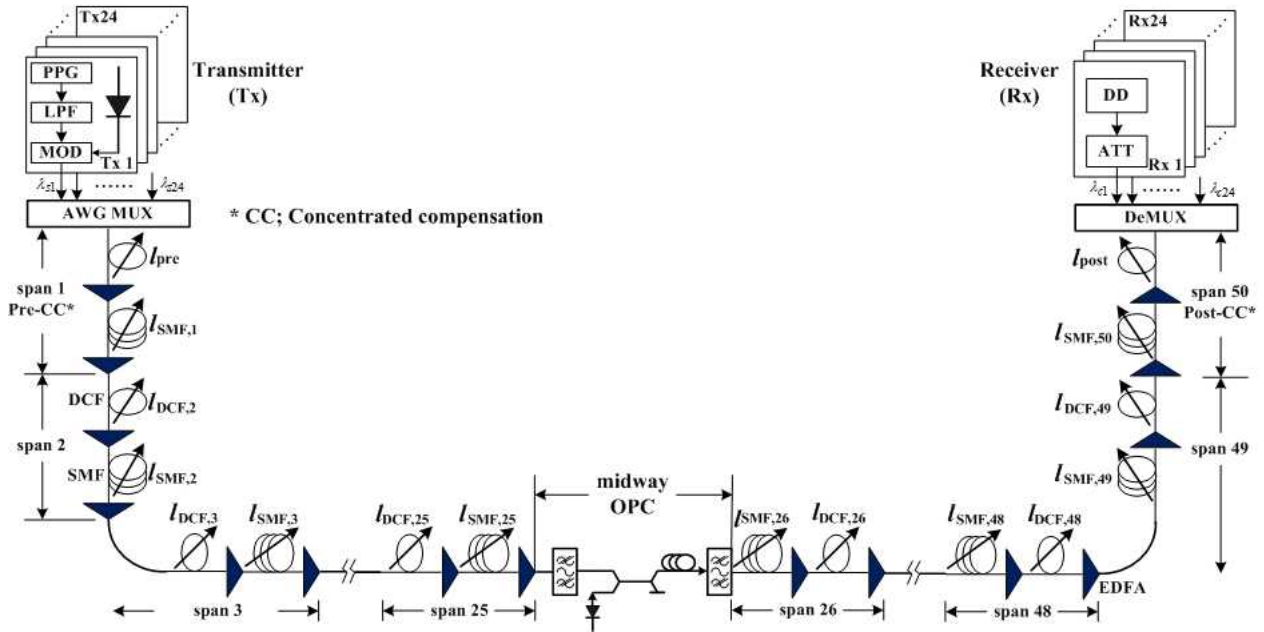 Tx24
PPG
LPF
MOD
Tx 1
Transmitter
(Tx)
λs1
......
λs24
AWG MUX
* CC; Concentrated compensation
lpre
span 1
Pre-CC*
lSMF,1
DCF
lDCF,2
span 2
SMF
lSMF,2
lDCF,3
lSMF,3
span 3
lDCF,25
lSMF,25
span 25
midway
OPC
lSMF,26
lDCF,26
span 26
lSMF,48
lDCF,48
span 48
EDFA
Rx24
Receiver
(Rx)
DD
ATT
Rx 1
λc1
......
λc24
DeMUX
lpost
span 50
Post-CC*
lSMF,50
lDCF,49
span 49
lSMF,49